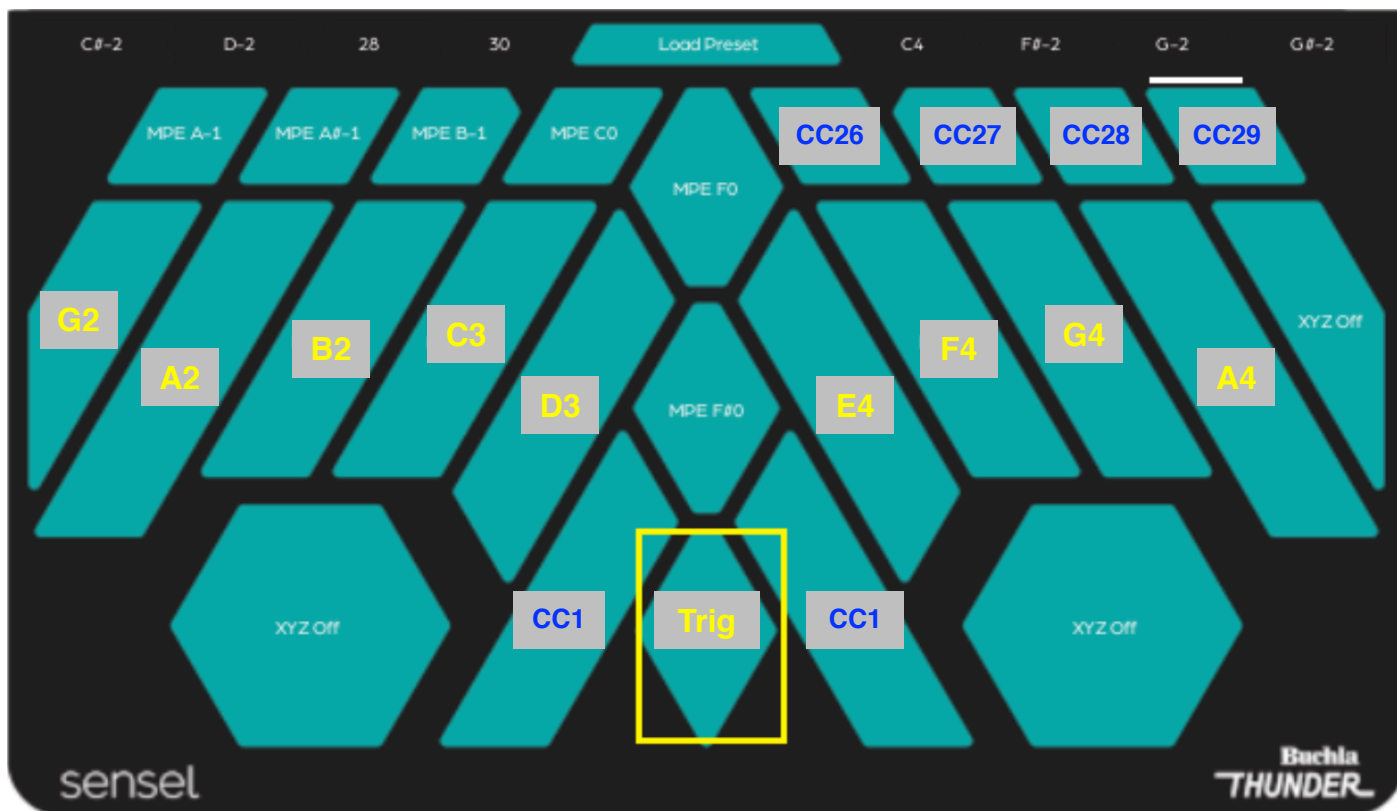 C#-2 D-2 28 30 Load Preset C4 F#-2 G-2 G#-2
MPE A-1 MPE A#-1 MPE B-1 MPE C0 CC26 CC27 CC28 CC29
MPE F0
G2 A2 B2 C3 D3 E4 F4 G4 A4 XYZ Off
MPE F#0
XYZ Off CC1 Trig CC1 XYZ Off
sensel
Buchla
THUNDER